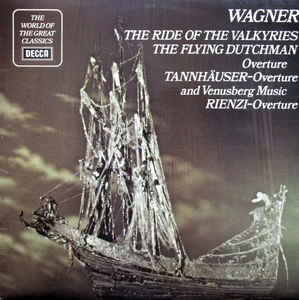 THE
WORLD OF
THE GREAT
CLASSICS
DECCA
WAGNER
THE RIDE OF THE VALKYRIES
THE FLYING DUTCHMAN
Overture
TANNHÄUSER-Overture
and Venusberg Music
RIENZI-Overture